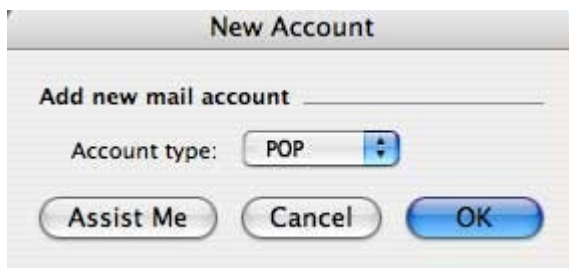 New Account
Add new mail account
Account type: POP
Assist Me Cancel OK